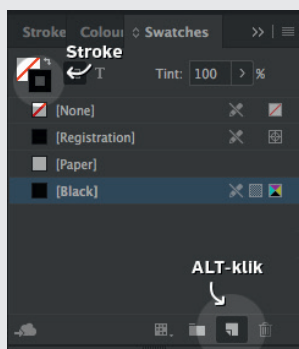 Stroke Colour Swatches
Stroke
T Tint: 100 > %
[None]
[Registration]
[Paper]
[Black]
ALT-klik